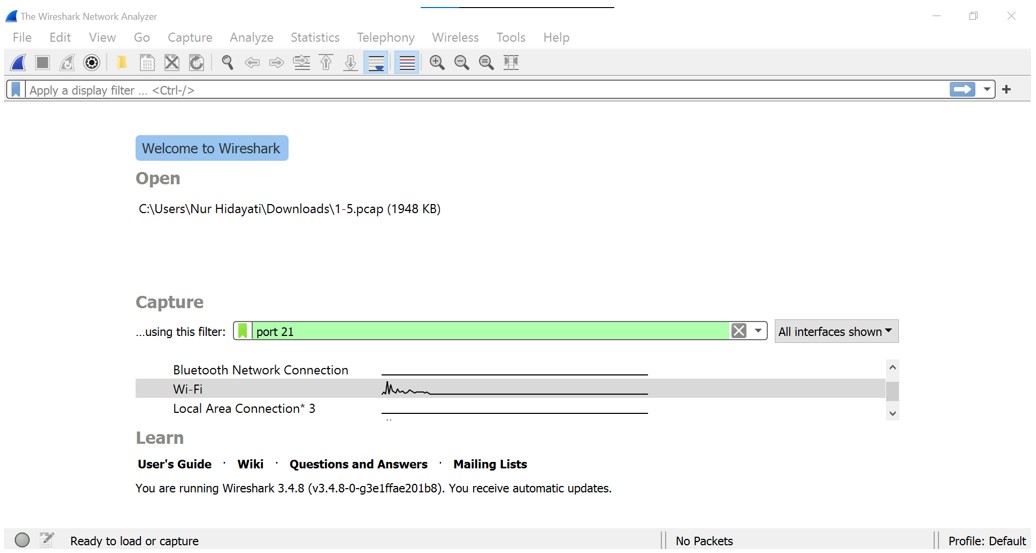 The Wireshark Network Analyzer
File Edit View Go Capture Analyze Statistics Telephony Wireless Tools Help
Apply a display filter ... <Ctrl-/>
Welcome to Wireshark
Open
C:\Users\Nur Hidayati\Downloads\1-5.pcap (1948 KB)
Capture
...using this filter: port 21 All interfaces shown
Bluetooth Network Connection
Wi-Fi
Local Area Connection* 3
Learn
User's Guide · Wiki · Questions and Answers · Mailing Lists
You are running Wireshark 3.4.8 (v3.4.8-0-g3e1ffae201b8). You receive automatic updates.
Ready to load or capture No Packets Profile: Default